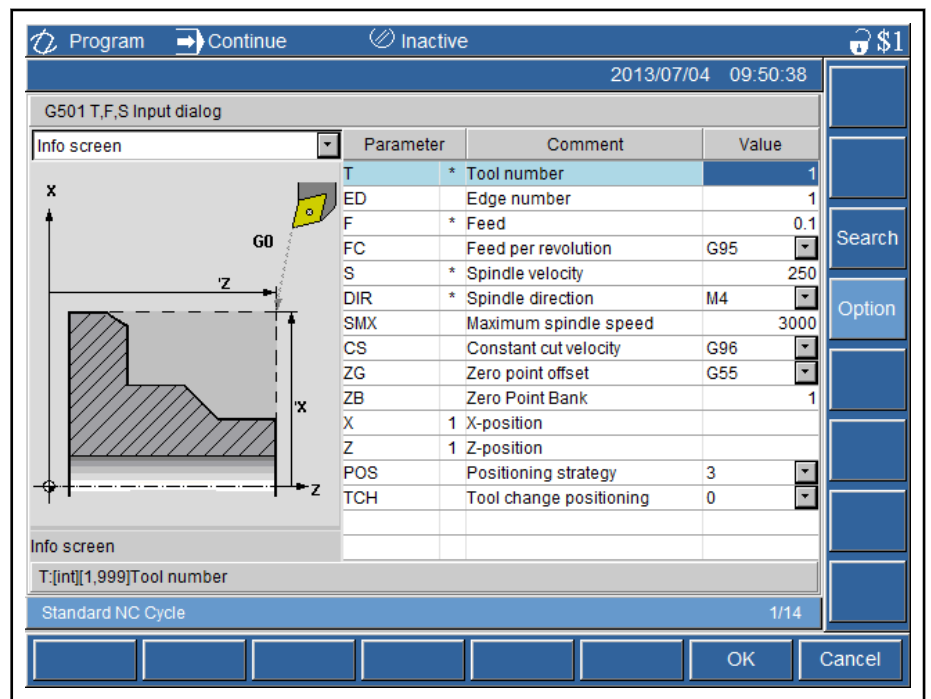 Program Continue Inactive $1
2013/07/04 09:50:38
G501 T,F,S Input dialog
Info screen
Parameter Comment Value
T * Tool number 1
ED Edge number 1
F * Feed 0.1
FC Feed per revolution G95
S * Spindle velocity 250
DIR * Spindle direction M4
SMX Maximum spindle speed 3000
CS Constant cut velocity G96
ZG Zero point offset G55
ZB Zero Point Bank 1
X 1 X-position
Z 1 Z-position
POS Positioning strategy 3
TCH Tool change positioning 0
X
G0
'Z
'X
Z
Info screen
T:[int][1,999]Tool number
Standard NC Cycle 1/14
Search
Option
OK Cancel